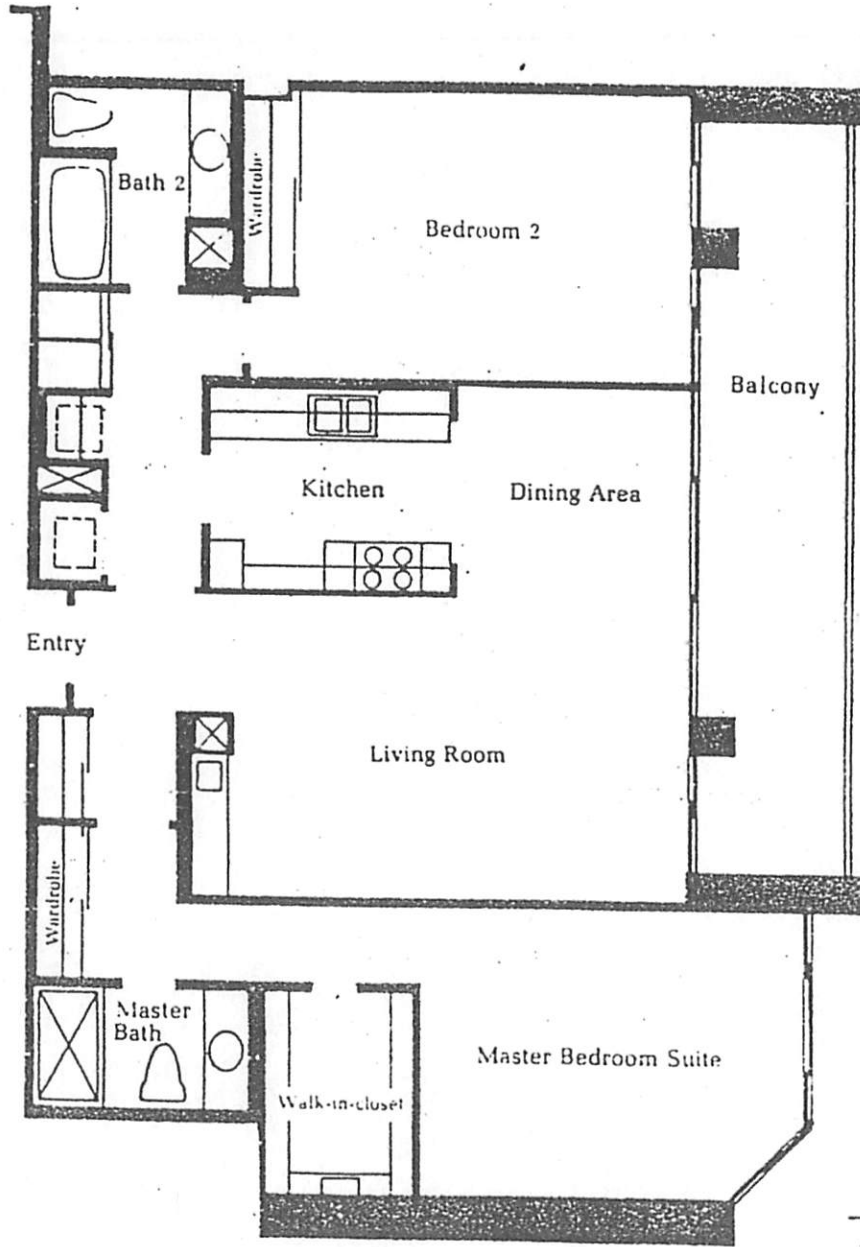 Bath 2
Wardrobe
Bedroom 2
Balcony
Kitchen
Dining Area
Entry
Living Room
Wardrobe
Master
Bath
Master Bedroom Suite
Walk-in-closet